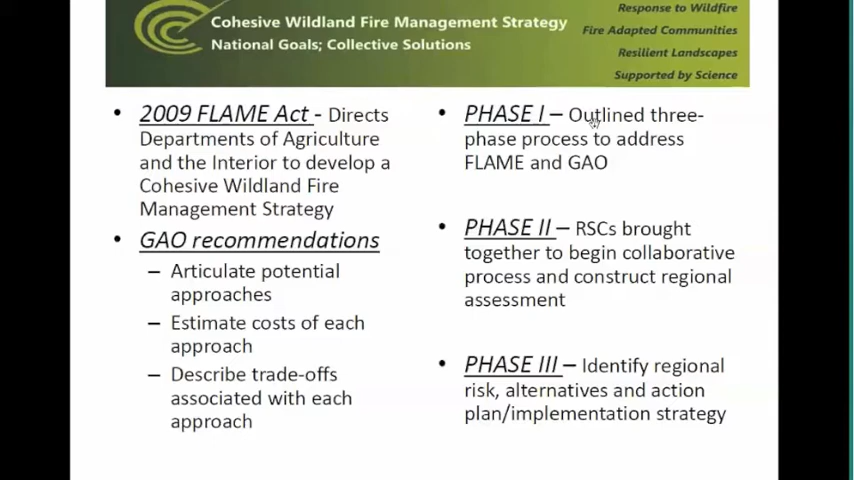 Cohesive Wildland Fire Management Strategy
National Goals; Collective Solutions
Response to Wildfire
Fire Adapted Communities
Resilient Landscapes
Supported by Science
• 2009 FLAME Act - Directs
Departments of Agriculture
and the Interior to develop a
Cohesive Wildland Fire
Management Strategy
• GAO recommendations
– Articulate potential
approaches
– Estimate costs of each
approach
– Describe trade-offs
associated with each
approach
• PHASE I – Outlined three-
phase process to address
FLAME and GAO
• PHASE II – RSCs brought
together to begin collaborative
process and construct regional
assessment
• PHASE III – Identify regional
risk, alternatives and action
plan/implementation strategy